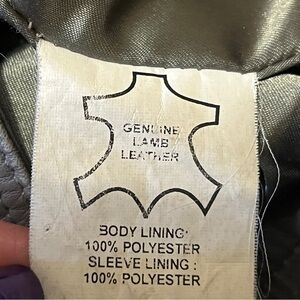 GENUINE
LAMB
LEATHER
BODY LINING:
100% POLYESTER
SLEEVE LINING :
100% POLYESTER